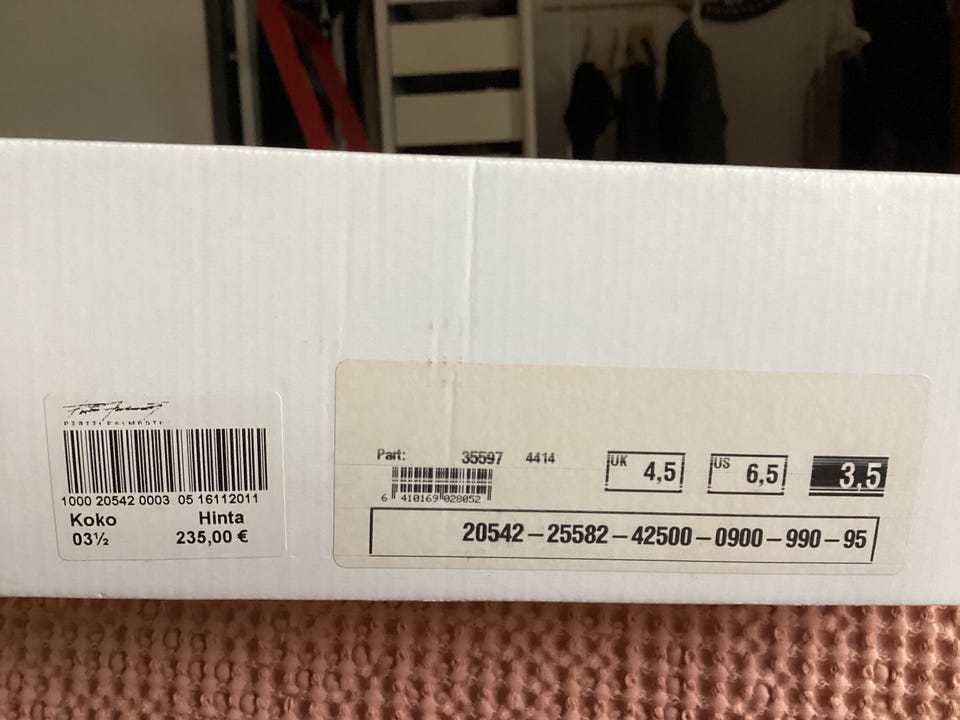 PERTTI PALMROTH
1000 20542 0003 05 16112011
Koko Hinta
03½ 235,00 €
Part: 35597 4414
6 410169 028052
UK 4,5
US 6,5
3,5
20542–25582–42500–0900–990–95